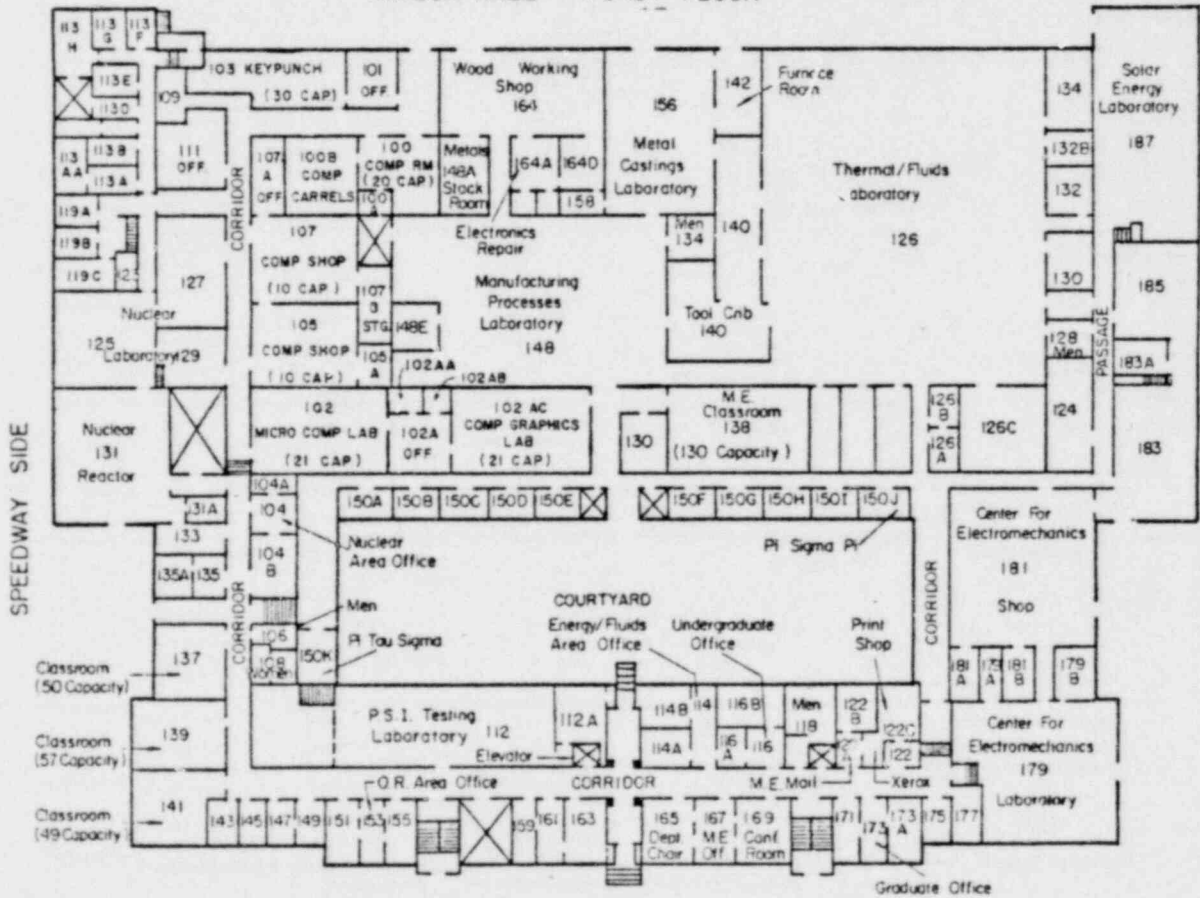 113 H
113 G
113 F
103 KEYPUNCH
(30 CAP.)
101
OFF.
Wood Working
Shop
164
156
Metal
Castings
Laboratory
142
Furnace
Room
134
Solar
Energy
Laboratory
187
113E
113D
109
111
OFF.
113B
113
AA
113A
107
A
OFF
100B
COMP
CARRELS
100
COMP RM
(20 CAP.)
100
A
Metals
148A
Stock
Room
164A
164D
158
Electronics
Repair
Men
134
140
Thermal/Fluids
Laboratory
126
132B
132
130
119A
119B
119C
123
127
CORRIDOR
107
COMP SHOP
(10 CAP.)
107
B
STG.
148E
Manufacturing
Processes
Laboratory
148
Tool Crib
140
128
Men
PASSAGE
185
183A
Nuclear
125
Laboratory
129
105
COMP SHOP
(10 CAP.)
105
A
102AA
102AB
SPEEDWAY SIDE
Nuclear
131
Reactor
102
MICRO COMP LAB
(21 CAP.)
102A
OFF
102 AC
COMP GRAPHICS
LAB
(21 CAP.)
130
M.E.
Classroom
138
(130 Capacity)
126
B
126
A
126C
124
183
131A
133
135A
135
104A
104
104
B
Nuclear
Area Office
150A
150B
150C
150D
150E
150F
150G
150H
150I
150J
Pi Sigma Pi
Center For
Electromechanics
181
Shop
CORRIDOR
CORRIDOR
Men
106
108
Women
150K
Pi Tau Sigma
COURTYARD
Energy/Fluids
Area Office
Undergraduate
Office
Print
Shop
137
Classroom
(50 Capacity)
181
A
179
A
181
B
179
B
139
Classroom
(57 Capacity)
P.S.I. Testing
Laboratory
112
112A
Elevator
114B
114
114A
116B
116
A
116
Men
118
122
B
122C
122
Center For
Electromechanics
179
Laboratory
O.R. Area Office
CORRIDOR
M.E. Mail
Xerox
141
Classroom
(49 Capacity)
143
145
147
149
151
153
155
159
161
163
165
Dept.
Chair
167
M.E.
Off.
169
Conf.
Room
171
173
173
A
175
177
Graduate Office